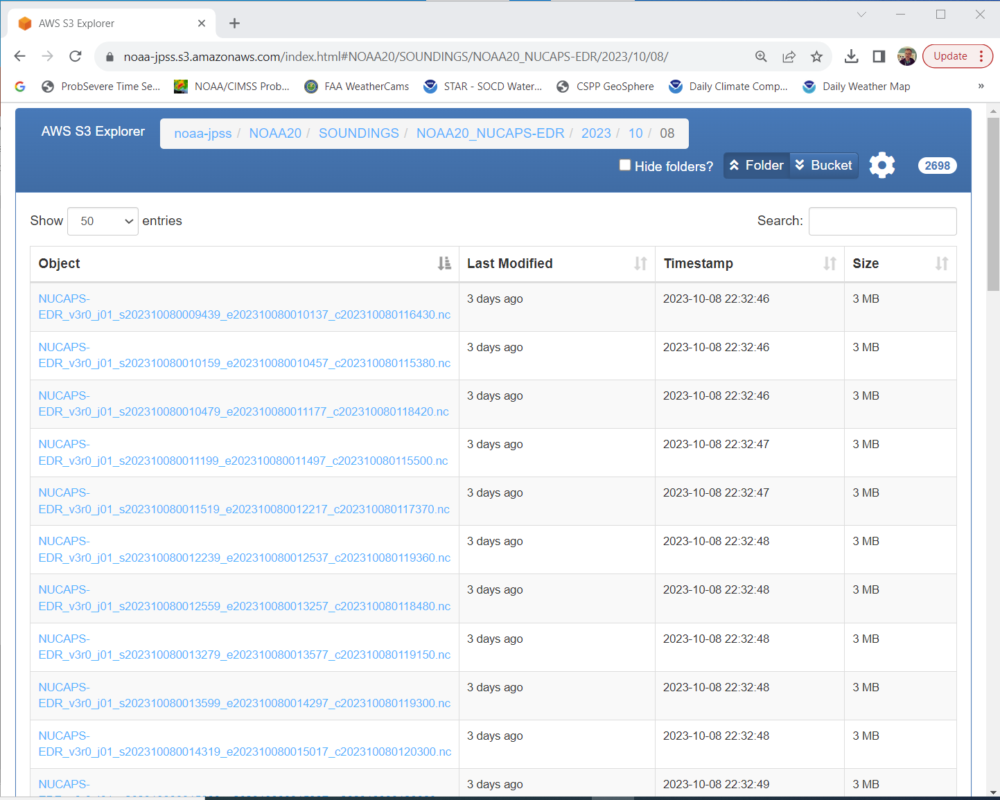 AWS S3 Explorer
noaa-jpss.s3.amazonaws.com/index.html#NOAA20/SOUNDINGS/NOAA20_NUCAPS-EDR/2023/10/08/
Update
ProbSevere Time Se... NOAA/CIMSS Prob... FAA WeatherCams STAR - SOCD Water... CSPP GeoSphere Daily Climate Comp... Daily Weather Map »
AWS S3 Explorer noaa-jpss / NOAA20 / SOUNDINGS / NOAA20_NUCAPS-EDR / 2023 / 10 / 08
Hide folders? Folder Bucket 2698
Show 50 entries Search:
Object Last Modified Timestamp Size
NUCAPS- 3 days ago 2023-10-08 22:32:46 3 MB
EDR_v3r0_j01_s202310080009439_e202310080010137_c202310080116430.nc
NUCAPS- 3 days ago 2023-10-08 22:32:46 3 MB
EDR_v3r0_j01_s202310080010159_e202310080010457_c202310080115380.nc
NUCAPS- 3 days ago 2023-10-08 22:32:46 3 MB
EDR_v3r0_j01_s202310080010479_e202310080011177_c202310080118420.nc
NUCAPS- 3 days ago 2023-10-08 22:32:47 3 MB
EDR_v3r0_j01_s202310080011199_e202310080011497_c202310080115500.nc
NUCAPS- 3 days ago 2023-10-08 22:32:47 3 MB
EDR_v3r0_j01_s202310080011519_e202310080012217_c202310080117370.nc
NUCAPS- 3 days ago 2023-10-08 22:32:48 3 MB
EDR_v3r0_j01_s202310080012239_e202310080012537_c202310080119360.nc
NUCAPS- 3 days ago 2023-10-08 22:32:48 3 MB
EDR_v3r0_j01_s202310080012559_e202310080013257_c202310080118480.nc
NUCAPS- 3 days ago 2023-10-08 22:32:48 3 MB
EDR_v3r0_j01_s202310080013279_e202310080013577_c202310080119150.nc
NUCAPS- 3 days ago 2023-10-08 22:32:48 3 MB
EDR_v3r0_j01_s202310080013599_e202310080014297_c202310080119300.nc
NUCAPS- 3 days ago 2023-10-08 22:32:48 3 MB
EDR_v3r0_j01_s202310080014319_e202310080015017_c202310080120300.nc
NUCAPS- 3 days ago 2023-10-08 22:32:49 3 MB